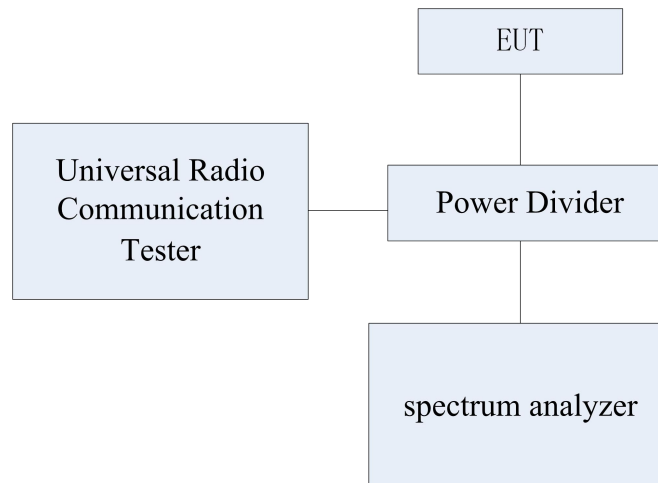 EUT
Universal Radio
Communication
Tester
Power Divider
spectrum analyzer